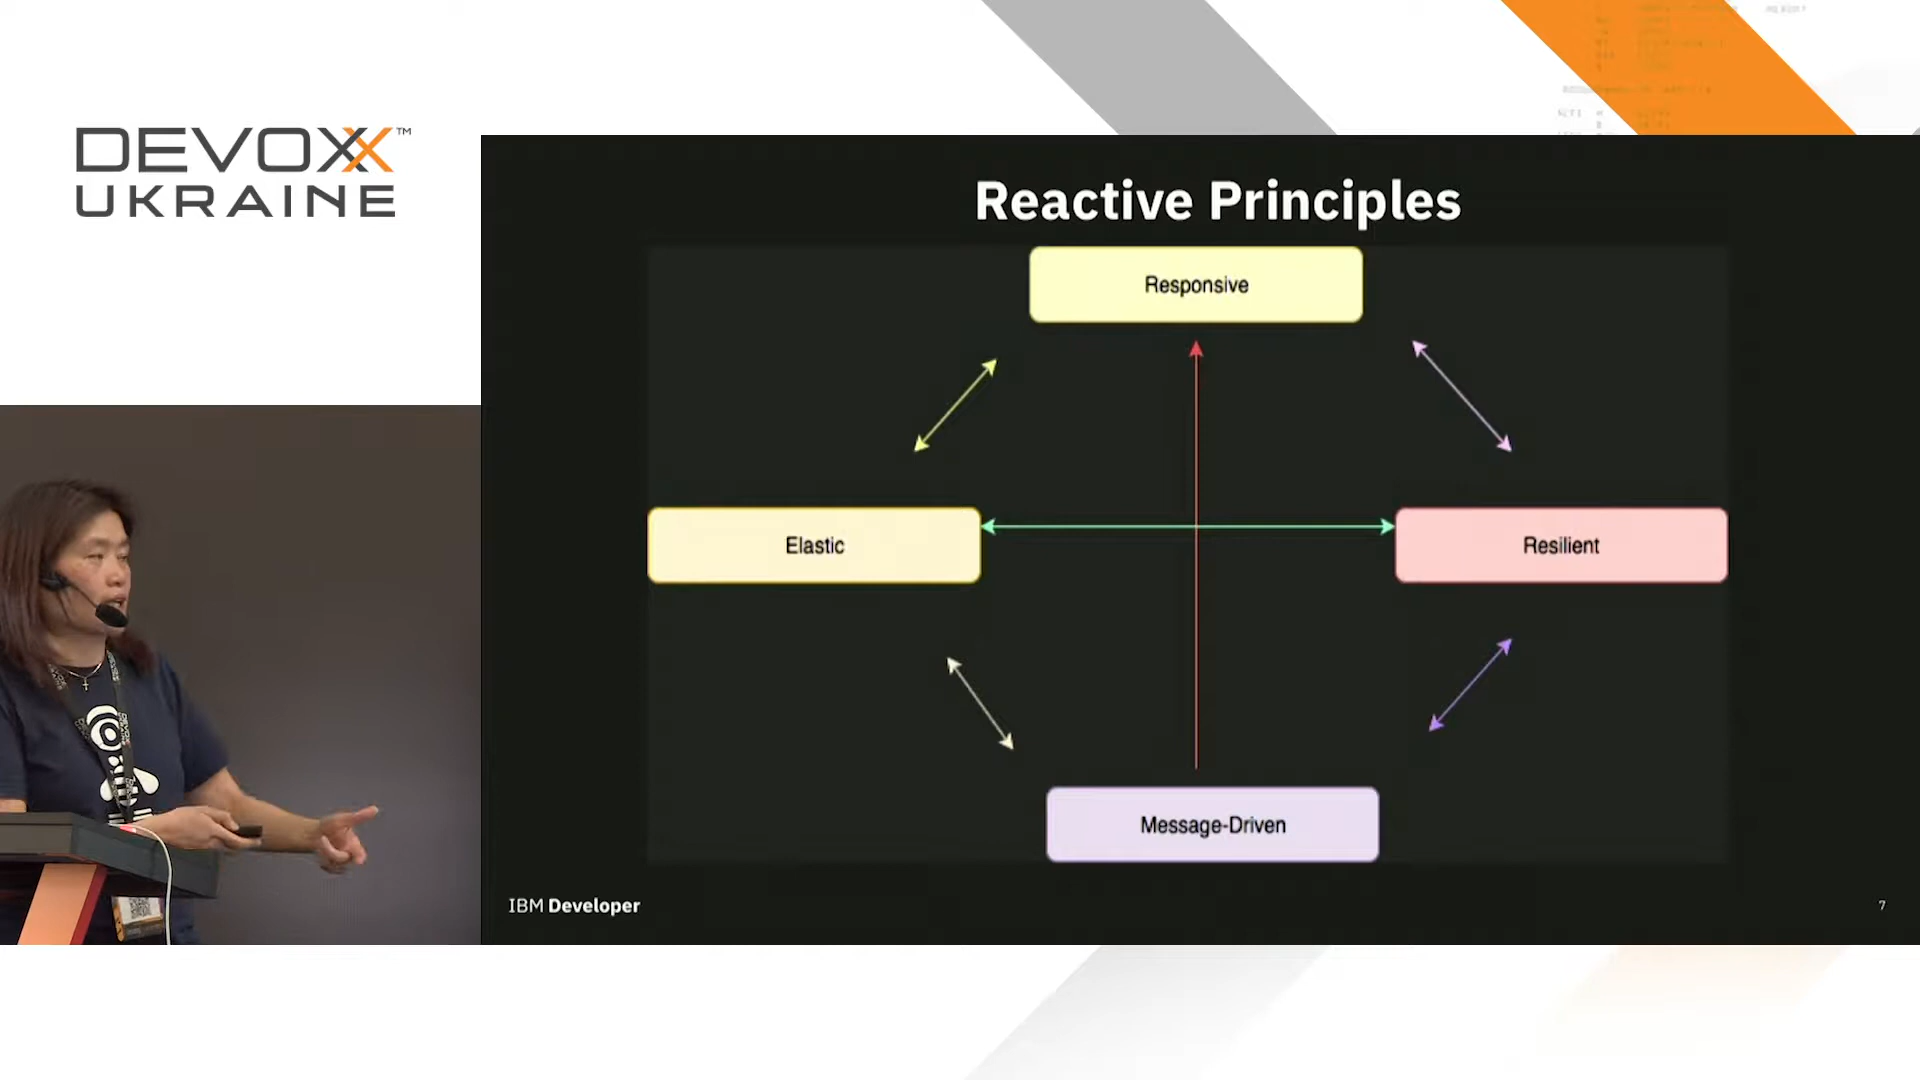 DEVOXX™
UKRAINE
Reactive Principles
Responsive
Elastic
Resilient
Message-Driven
IBM Developer
7